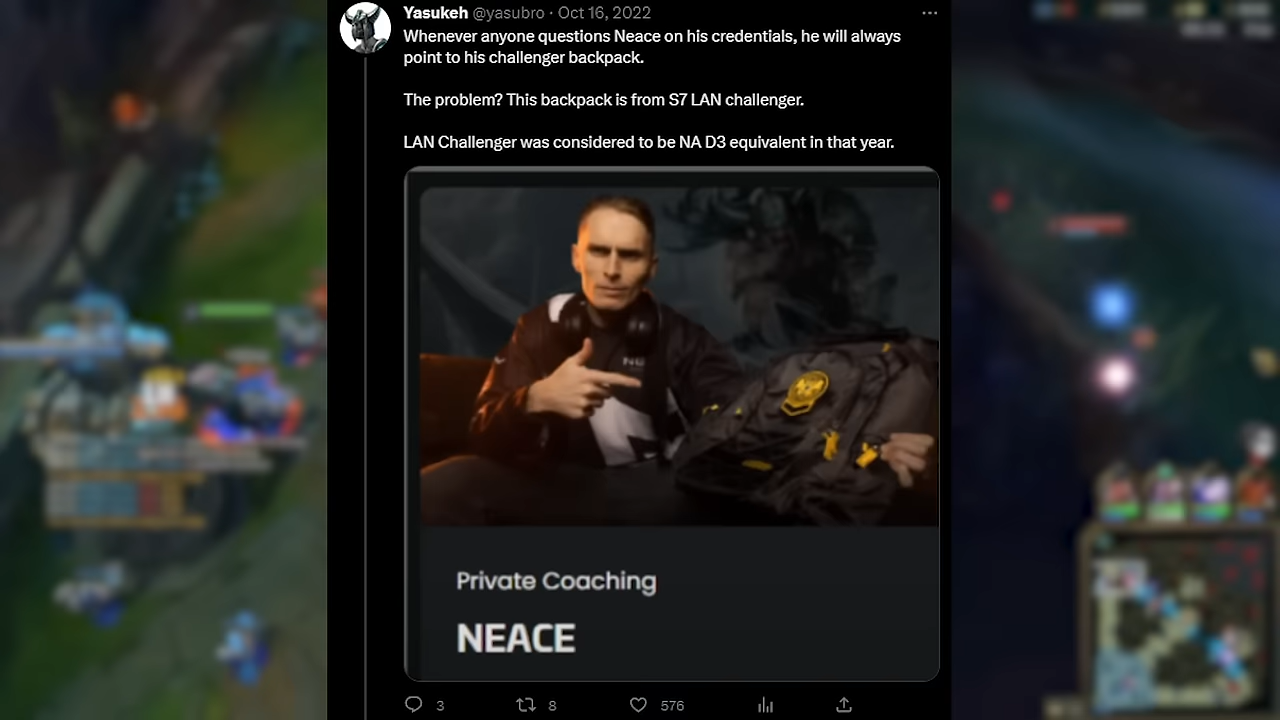 Yasukeh @yasubro · Oct 16, 2022
Whenever anyone questions Neace on his credentials, he will always
point to his challenger backpack.
The problem? This backpack is from S7 LAN challenger.
LAN Challenger was considered to be NA D3 equivalent in that year.
Private Coaching
NEACE
3 8 576